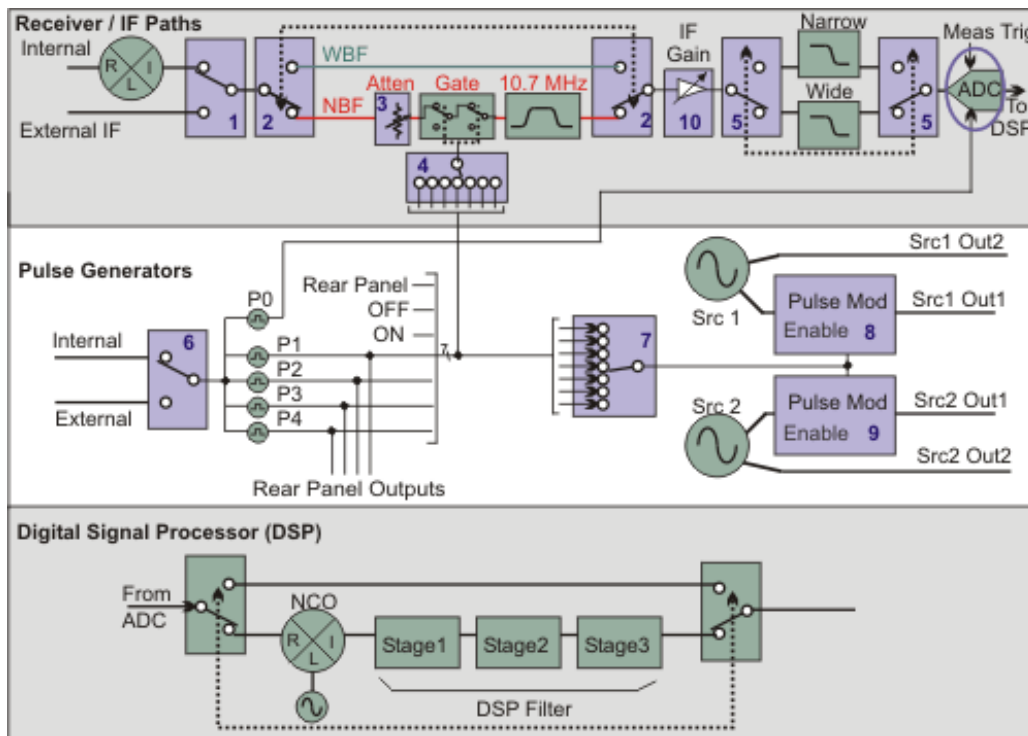 Receiver / IF Paths
Internal
R
I
L
External IF
1
2
WBF
NBF
Atten
3
Gate
10.7 MHz
4
2
IF
Gain
10
5
Narrow
Wide
5
Meas Trig
ADC
To
DSP
Pulse Generators
Internal
External
6
P0
P1
P2
P3
P4
Rear Panel
OFF
ON
7
Rear Panel Outputs
7
Src 1
Src1 Out2
Pulse Mod
Enable 8
Src1 Out1
Src 2
Pulse Mod
Enable 9
Src2 Out1
Src2 Out2
Digital Signal Processor (DSP)
From
ADC
NCO
R
I
L
Stage1
Stage2
Stage3
DSP Filter